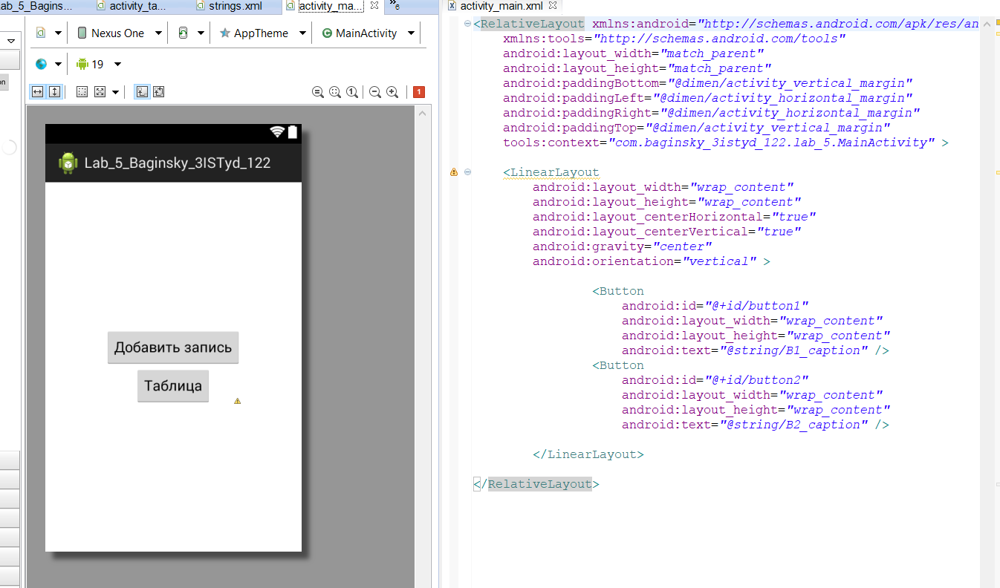 ab_5_Bagins...
activity_ta...
strings.xml
activity_ma...
»6
activity_main.xml
Nexus One
AppTheme
MainActivity
19
on
1
Lab_5_Baginsky_3ISTyd_122
Добавить запись
Таблица
<RelativeLayout xmlns:android="http://schemas.android.com/apk/res/an
xmlns:tools="http://schemas.android.com/tools"
android:layout_width="match_parent"
android:layout_height="match_parent"
android:paddingBottom="@dimen/activity_vertical_margin"
android:paddingLeft="@dimen/activity_horizontal_margin"
android:paddingRight="@dimen/activity_horizontal_margin"
android:paddingTop="@dimen/activity_vertical_margin"
tools:context="com.baginsky_3istyd_122.lab_5.MainActivity" >
<LinearLayout
android:layout_width="wrap_content"
android:layout_height="wrap_content"
android:layout_centerHorizontal="true"
android:layout_centerVertical="true"
android:gravity="center"
android:orientation="vertical" >
<Button
android:id="@+id/button1"
android:layout_width="wrap_content"
android:layout_height="wrap_content"
android:text="@string/B1_caption" />
<Button
android:id="@+id/button2"
android:layout_width="wrap_content"
android:layout_height="wrap_content"
android:text="@string/B2_caption" />
</LinearLayout>
</RelativeLayout>